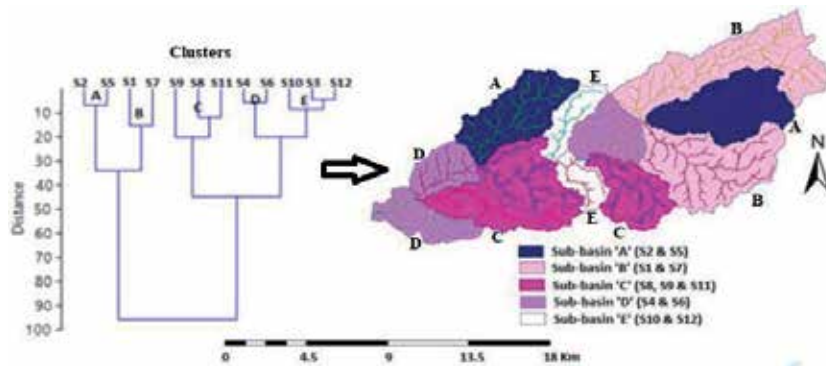 Clusters
S2 S5 S1 S7 S9 S8 S11 S4 S6 S10 S3 S12
A B C D E
Distance
10
20
30
40
50
60
70
80
90
100
B
E
A
A
D
N
B
D
C
E
C
Sub-basin 'A' (S2 & S5)
Sub-basin 'B' (S1 & S7)
Sub-basin 'C' (S8, S9 & S11)
Sub-basin 'D' (S4 & S6)
Sub-basin 'E' (S10 & S12)
0 4.5 9 13.5 18 Km